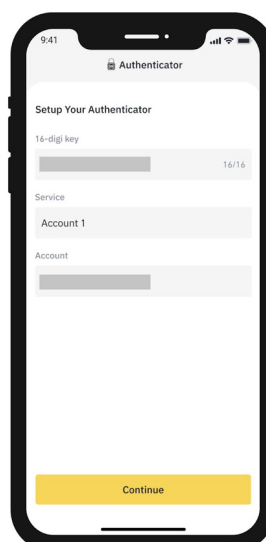 9:41
Authenticator
Setup Your Authenticator
16-digi key
16/16
Service
Account 1
Account
Continue